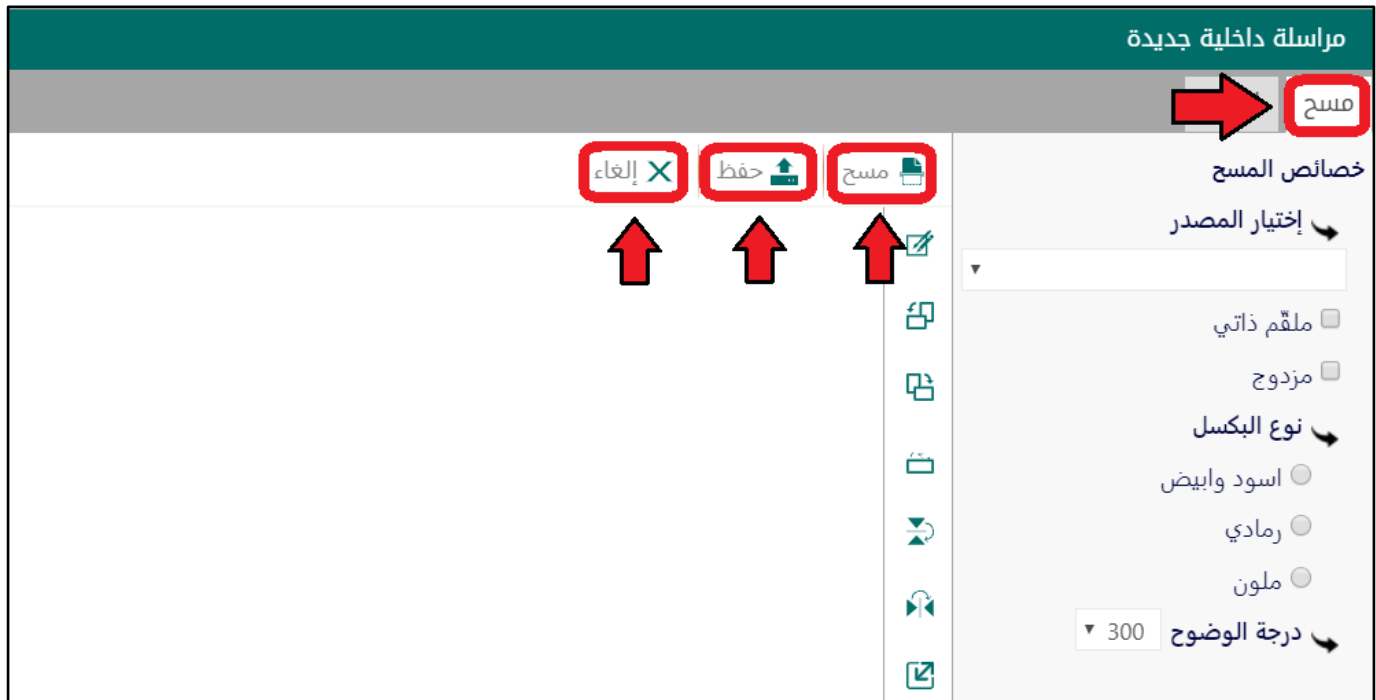 مراسلة داخلية جديدة
مسح
خصائص المسح
إختيار المصدر
ملقّم ذاتي
مزدوج
نوع البكسل
اسود وابيض
رمادي
ملون
درجة الوضوح 300
مسح حفظ إلغاء